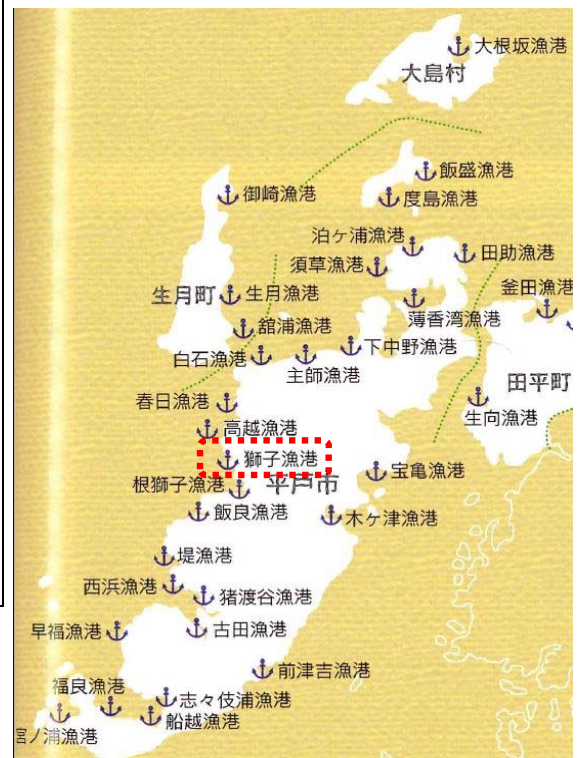 大根坂漁港
大島村
飯盛漁港
御崎漁港
度島漁港
泊ヶ浦漁港
田助漁港
須草漁港
釜田漁港
生月町
生月漁港
薄香湾漁港
舘浦漁港
下中野漁港
白石漁港
主師漁港
田平町
春日漁港
生向漁港
高越漁港
獅子漁港
宝亀漁港
根獅子漁港
平戸市
飯良漁港
木ヶ津漁港
堤漁港
西浜漁港
猪渡谷漁港
早福漁港
古田漁港
前津吉漁港
福良漁港
志々伎浦漁港
船越漁港
宮ノ浦漁港